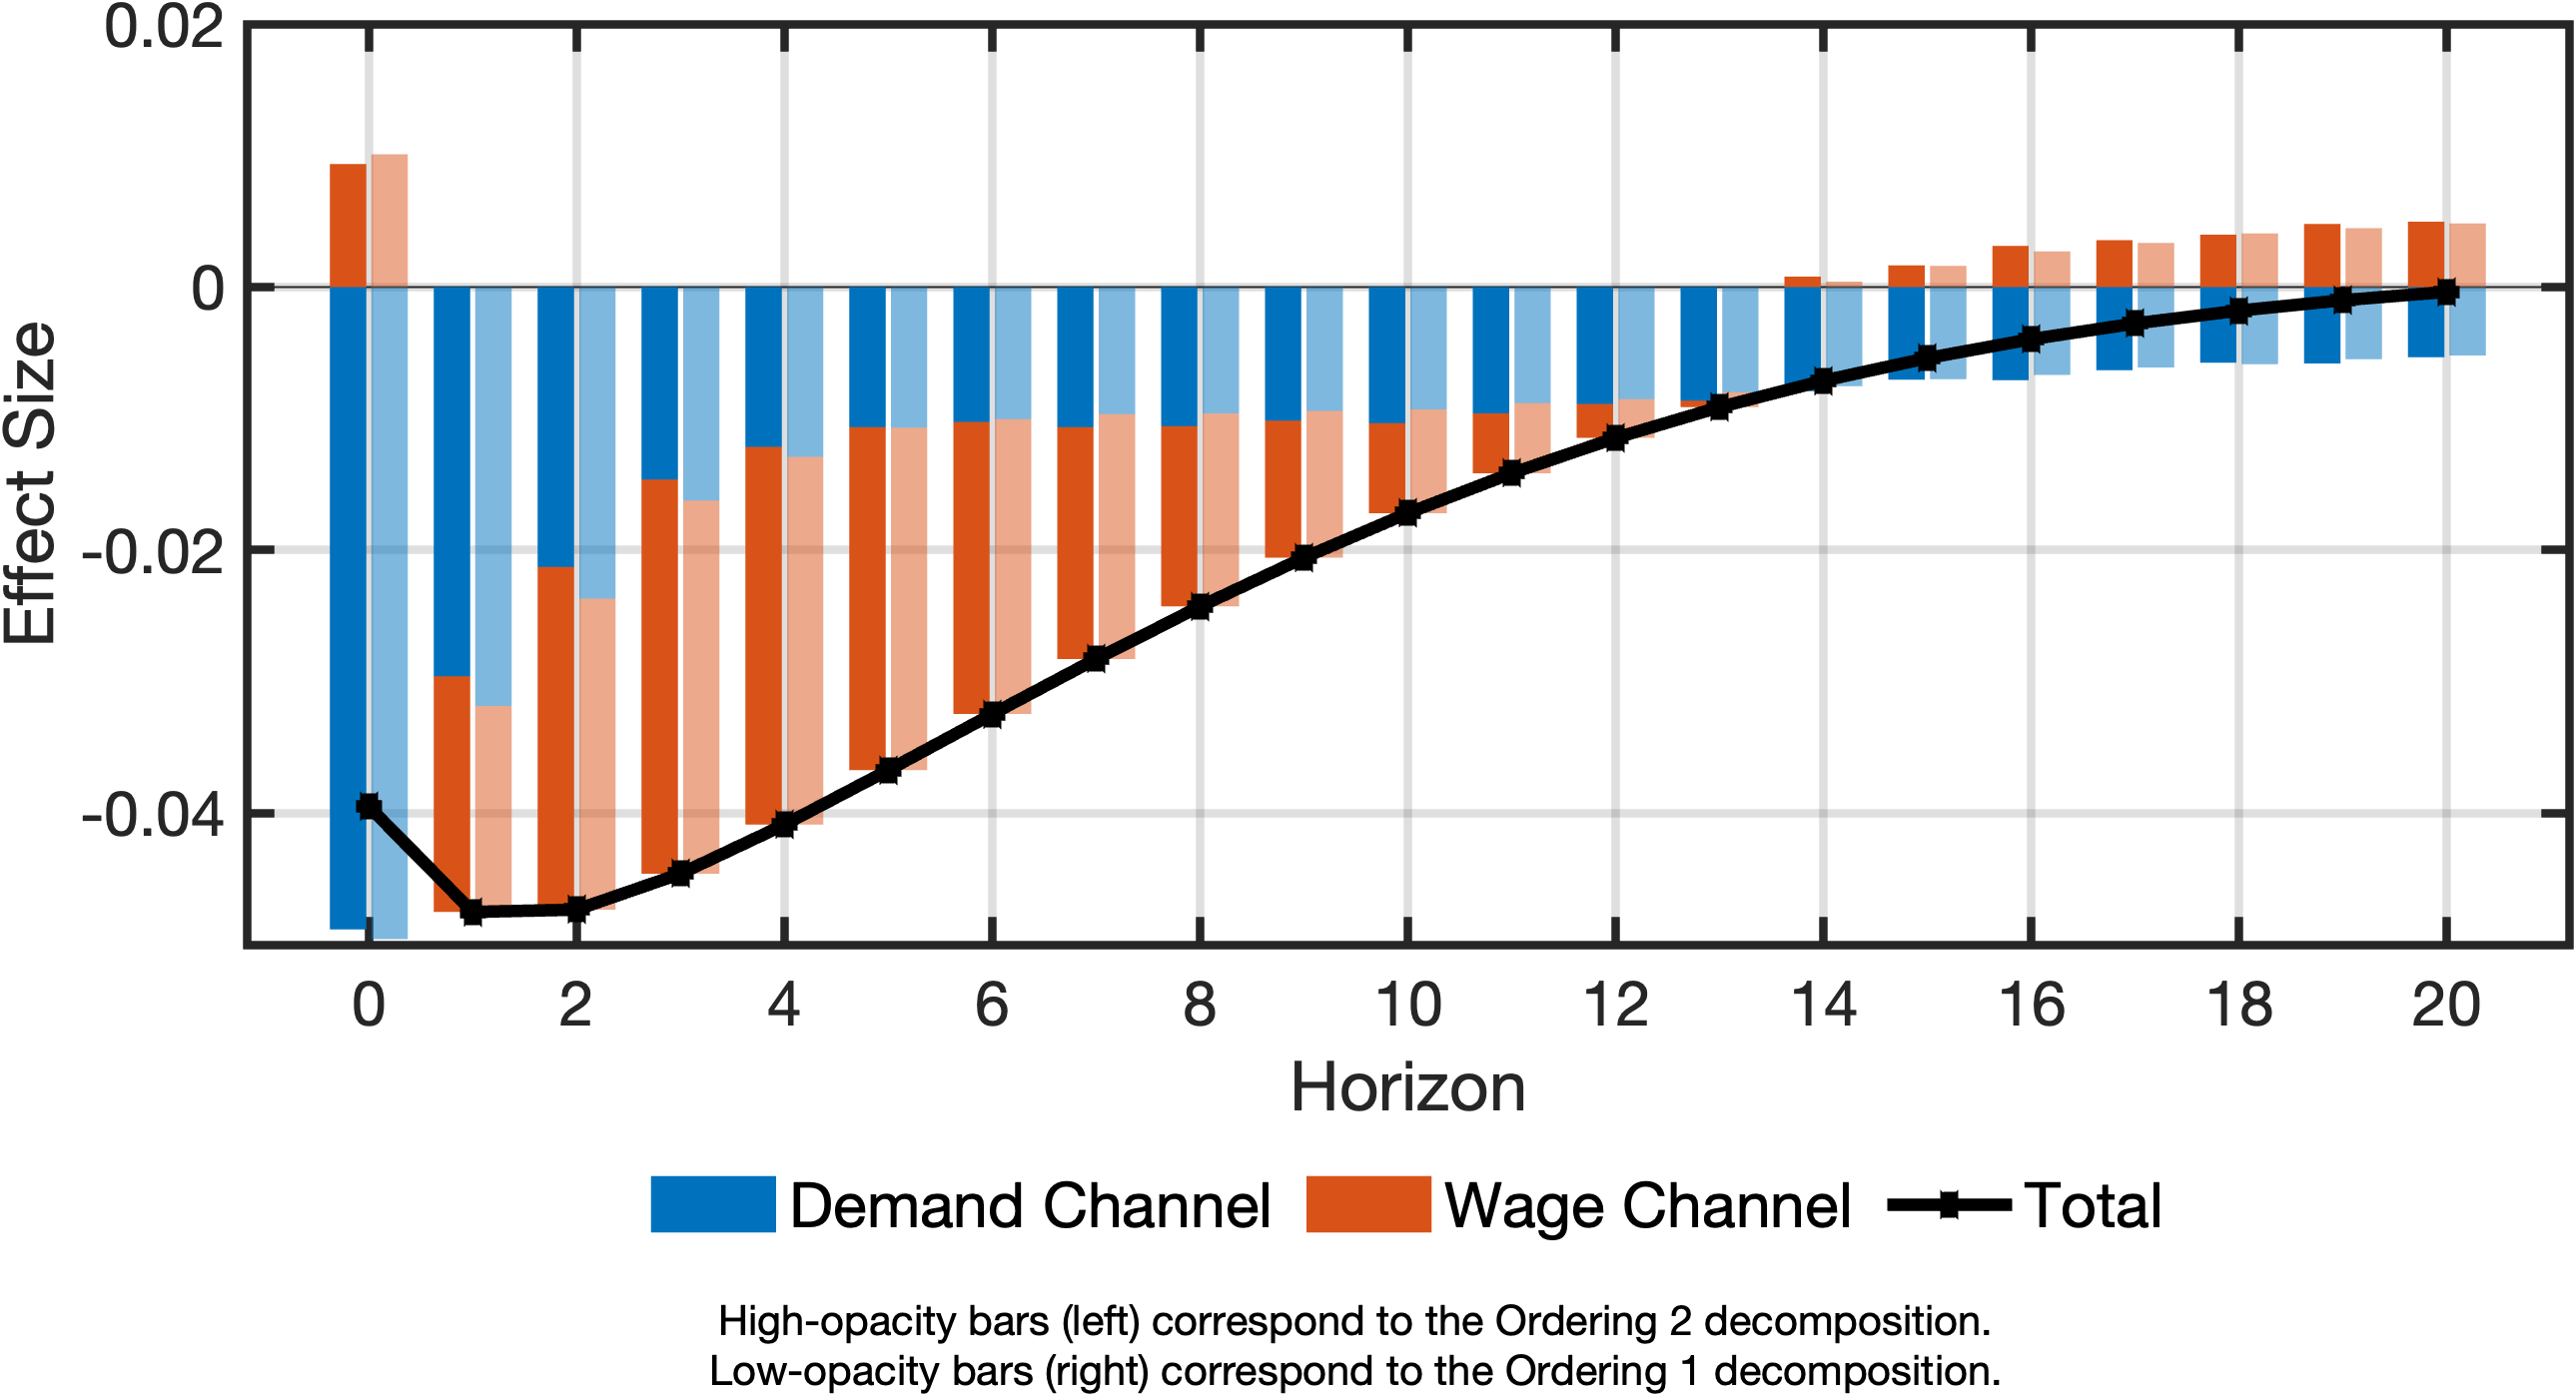 0.02
0
-0.02
-0.04
Effect Size
0 2 4 6 8 10 12 14 16 18 20
Horizon
Demand Channel Wage Channel Total
High-opacity bars (left) correspond to the Ordering 2 decomposition.
Low-opacity bars (right) correspond to the Ordering 1 decomposition.